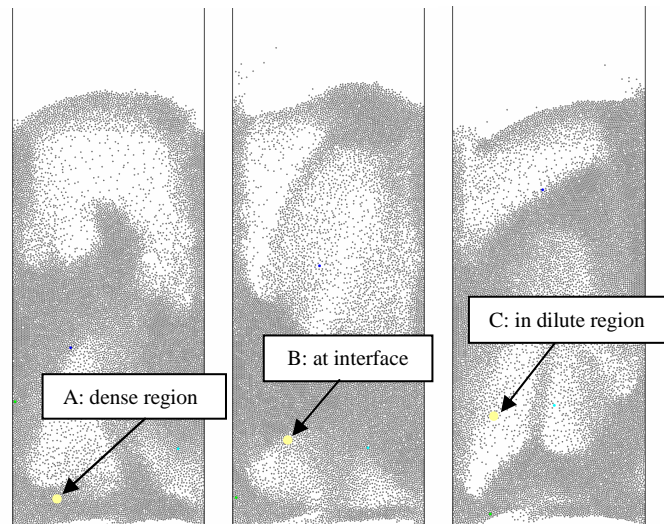 A: dense region
B: at interface
C: in dilute region